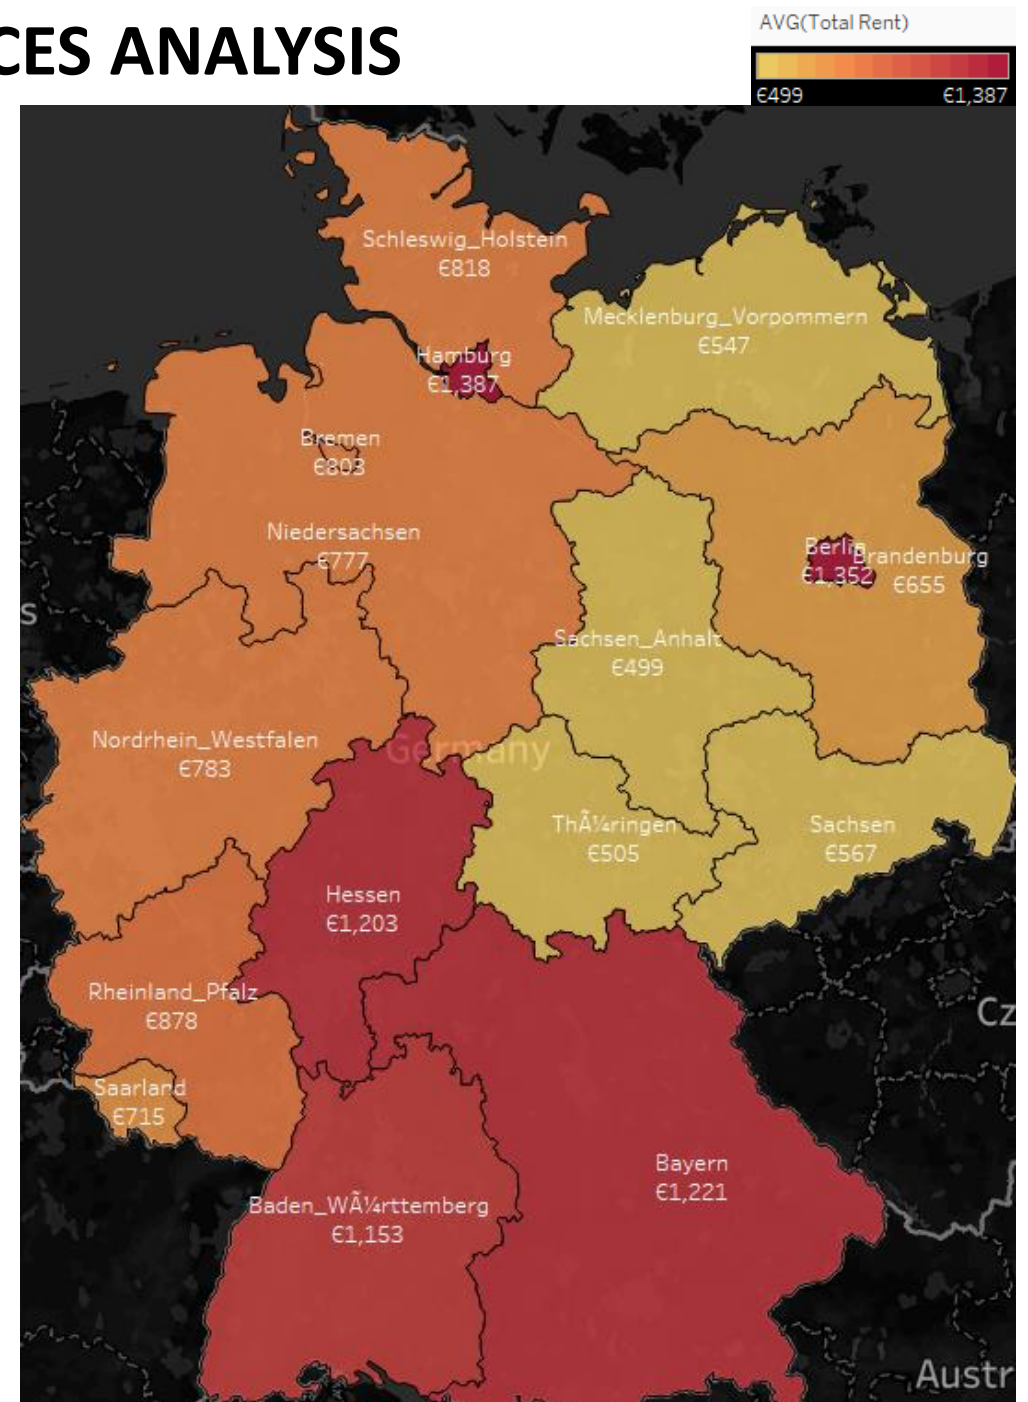 CES ANALYSIS
AVG(Total Rent)
€499 €1,387
Schleswig_Holstein
€818
Mecklenburg_Vorpommern
€547
Hamburg
€1,387
Bremen
€803
Niedersachsen
€777
Berlin
€1,352
Brandenburg
€655
s
Sachsen_Anhalt
€499
Nordrhein_Westfalen
€783
Germany
ThÃ¼ringen
€505
Sachsen
€567
Hessen
€1,203
Rheinland_Pfalz
€878
Cz
Saarland
€715
Bayern
€1,221
Baden_WÃ¼rttemberg
€1,153
Austr